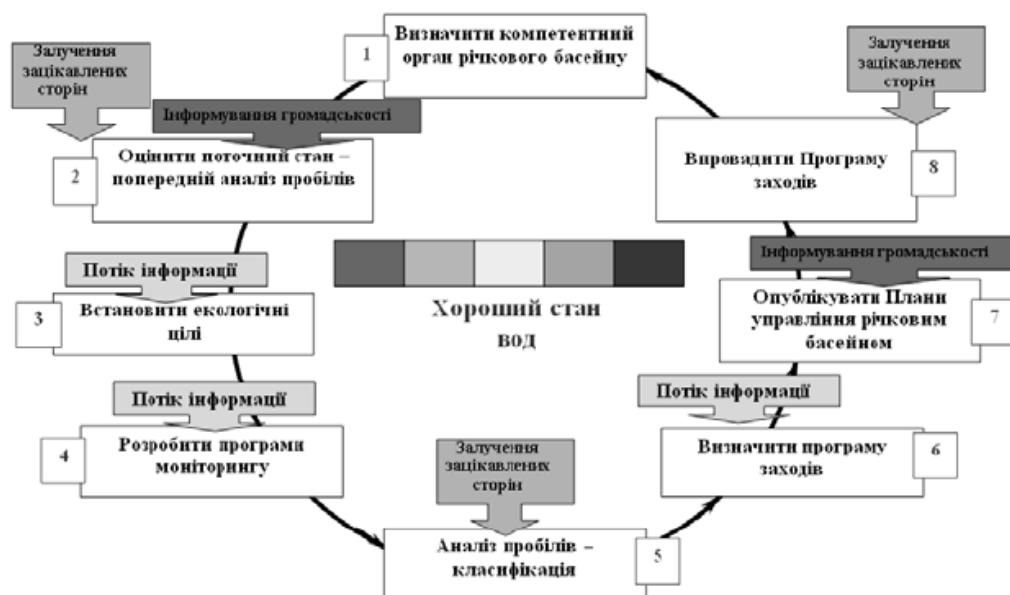 Визначити компетентний
орган річкового басейну
1
Залучення
зацікавлених
сторін
Залучення
зацікавлених
сторін
Інформування громадськості
Оцінити поточний стан –
попередній аналіз пробілів
2
Впровадити Програму
заходів
8
Потік інформації
Встановити екологічні
цілі
3
Хороший стан
вод
Інформування громадськості
Опублікувати Плани
управління річковим
басейном
7
Потік інформації
Розробити програми
моніторингу
4
Потік інформації
Визначити програму
заходів
6
Залучення
зацікавлених
сторін
Аналіз пробілів –
класифікація
5